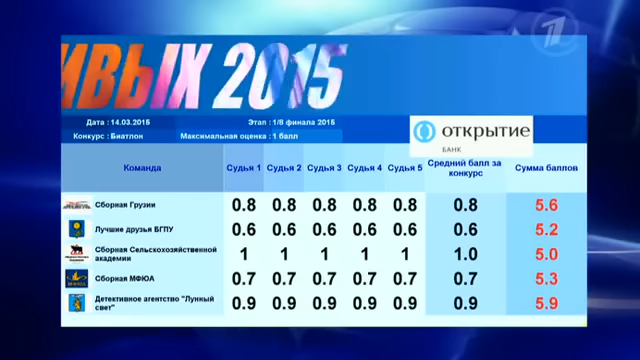 ИВЫХ 2015
Дата : 14.03.2015 Этап : 1/8 финала 2015
Конкурс : Биатлон Максимальная оценка : 1 балл
открытие
БАНК
Команда Судья 1 Судья 2 Судья 3 Судья 4 Судья 5 Средний балл за конкурс Сумма баллов
Сборная Грузии 0.8 0.8 0.8 0.8 0.8 0.8 5.6
Лучшие друзья БГПУ 0.6 0.6 0.6 0.6 0.6 0.6 5.2
Сборная Сельскохозяйственной академии 1 1 1 1 1 1.0 5.0
Сборная МФЮА 0.7 0.7 0.7 0.7 0.7 0.7 5.3
Детективное агентство "Лунный свет" 0.9 0.9 0.9 0.9 0.9 0.9 5.9